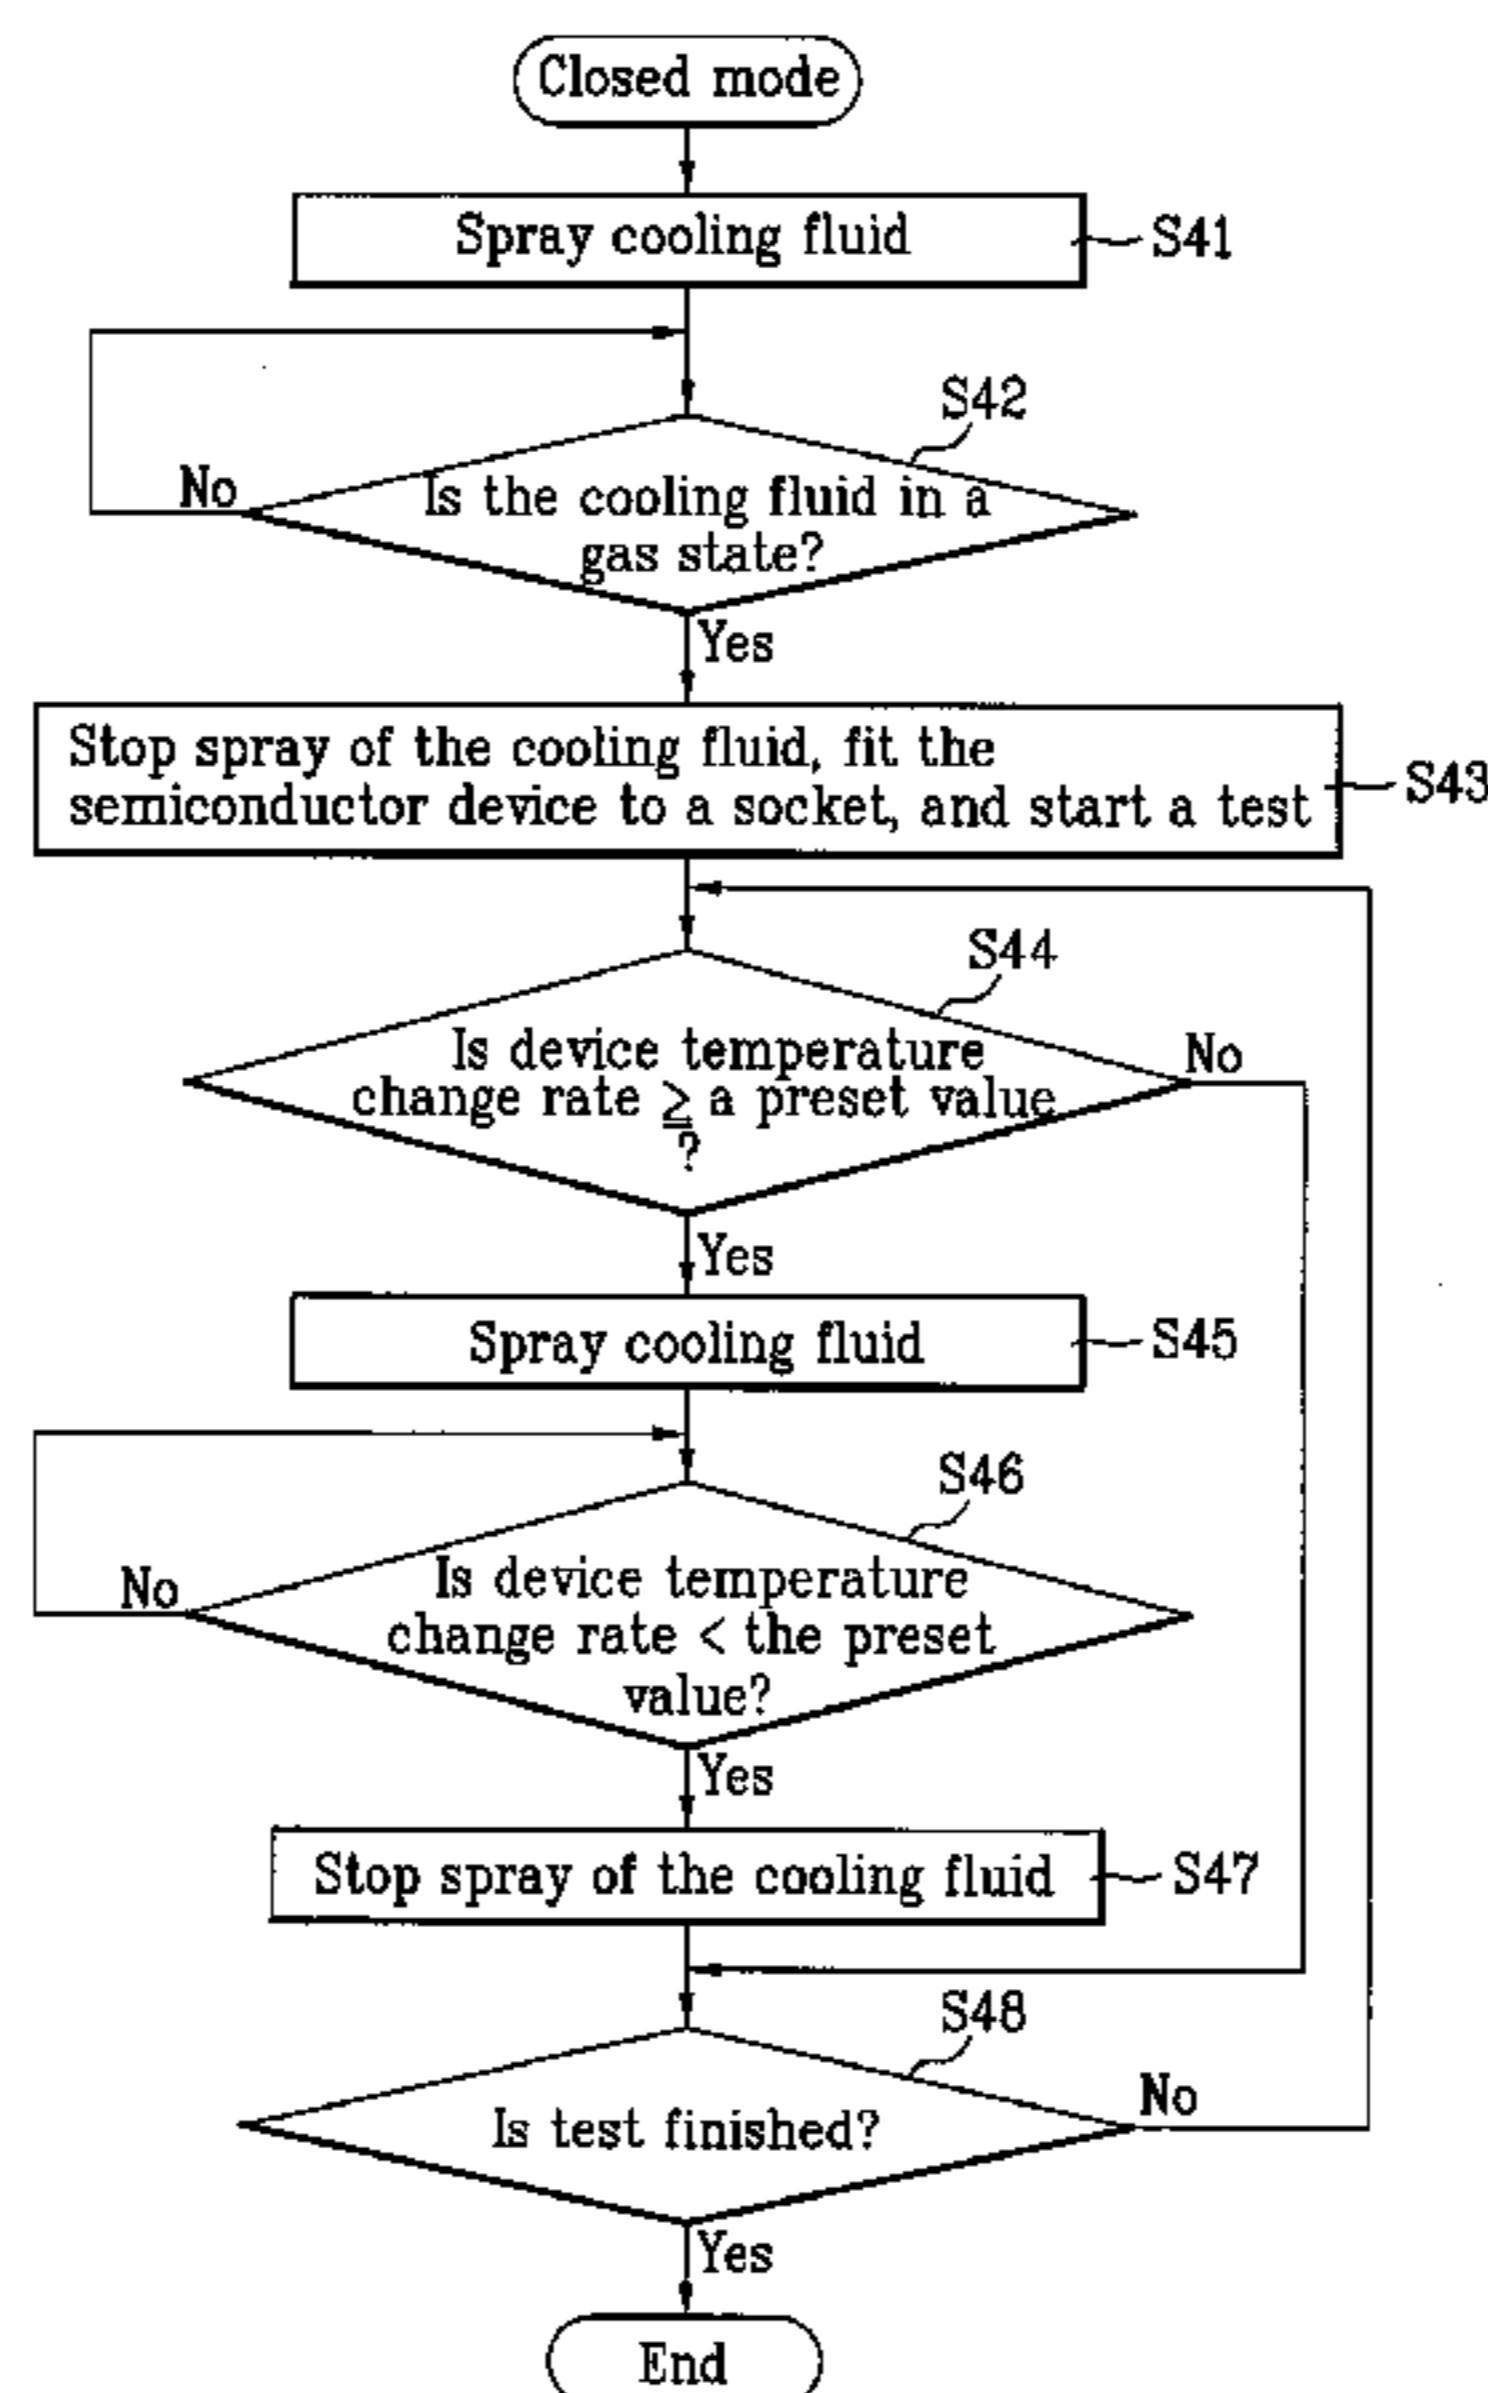 Closed mode
Spray cooling fluid
S41
S42
No
Is the cooling fluid in a
gas state?
Yes
Stop spray of the cooling fluid, fit the
semiconductor device to a socket, and start a test
S43
S44
Is device temperature
No
change rate ≧ a preset value
?
Yes
Spray cooling fluid
S45
S46
No
Is device temperature
change rate < the preset
value?
Yes
Stop spray of the cooling fluid
S47
S48
No
Is test finished?
Yes
End